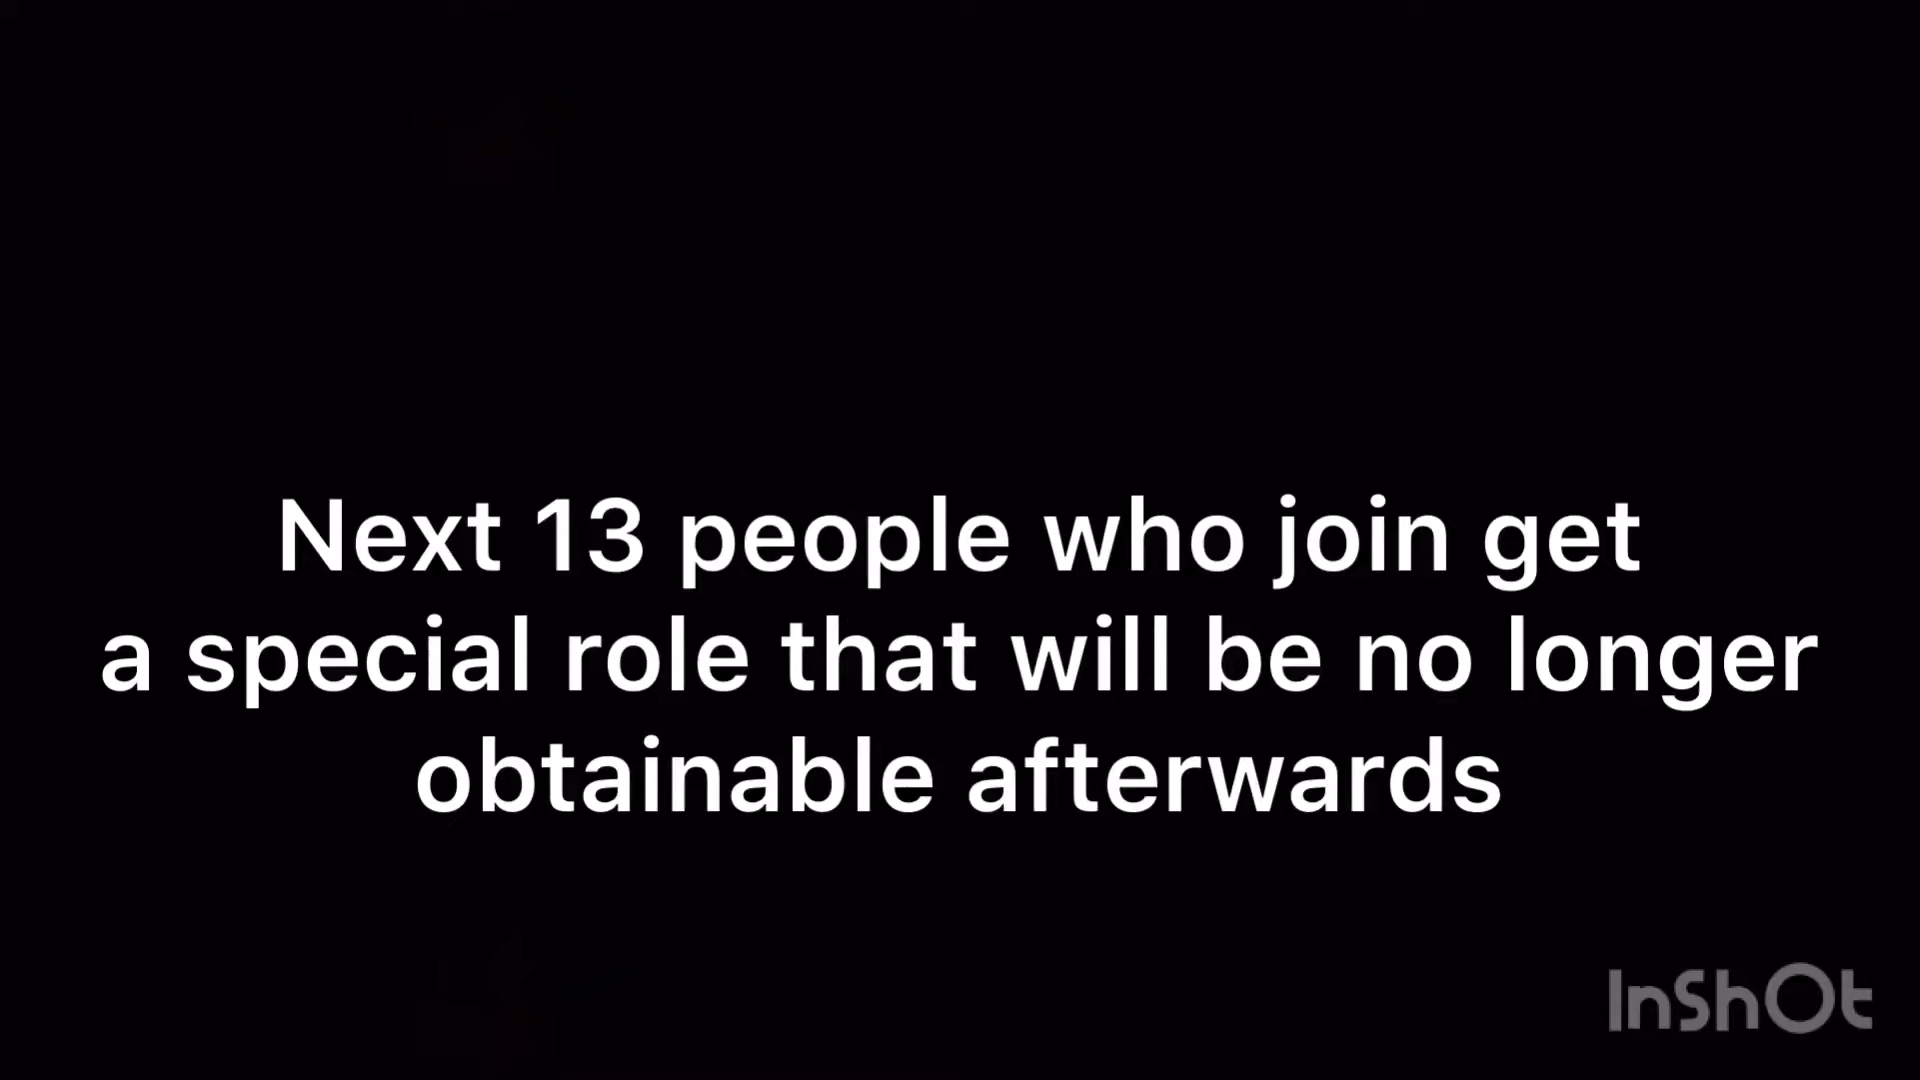 Next 13 people who join get
a special role that will be no longer
obtainable afterwards
InShOt